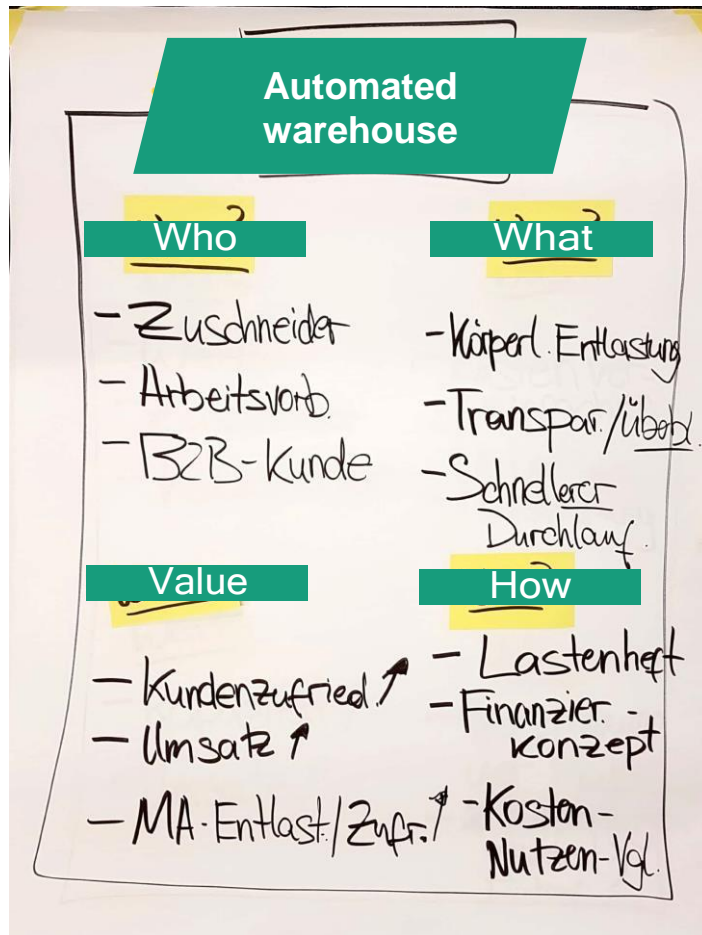 Automated
warehouse
Who
- Zuschneider
- Arbeitsvorb.
- B2B-Kunde
What
- Körperl. Entlastung
- Transpar./Überbl.
- Schnellerer
Durchlauf.
Value
- Kundenzufried. ↗
- Umsatz ↑
- MA-Entlast./Zufr. ↑
How
- Lastenheft
- Finanzier.-
konzept
- Kosten-
Nutzen-Vgl.